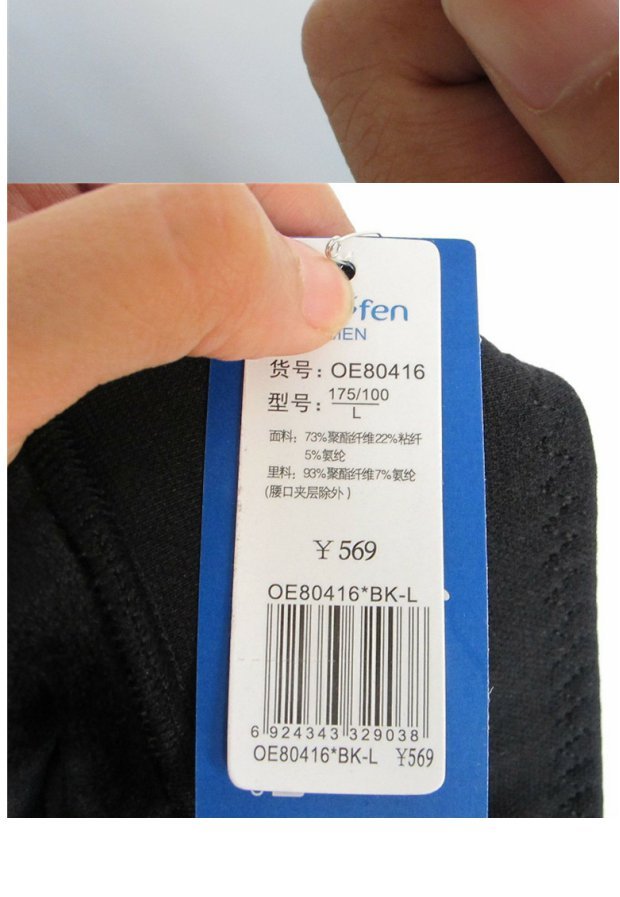 fen
货号：OE80416
型号：175/100
L
面料：73%聚酯纤维22%粘纤
5%氨纶
里料：93%聚酯纤维7%氨纶
(腰口夹层除外)
￥569
OE80416*BK-L
6 924343 329038
OE80416*BK-L ￥569